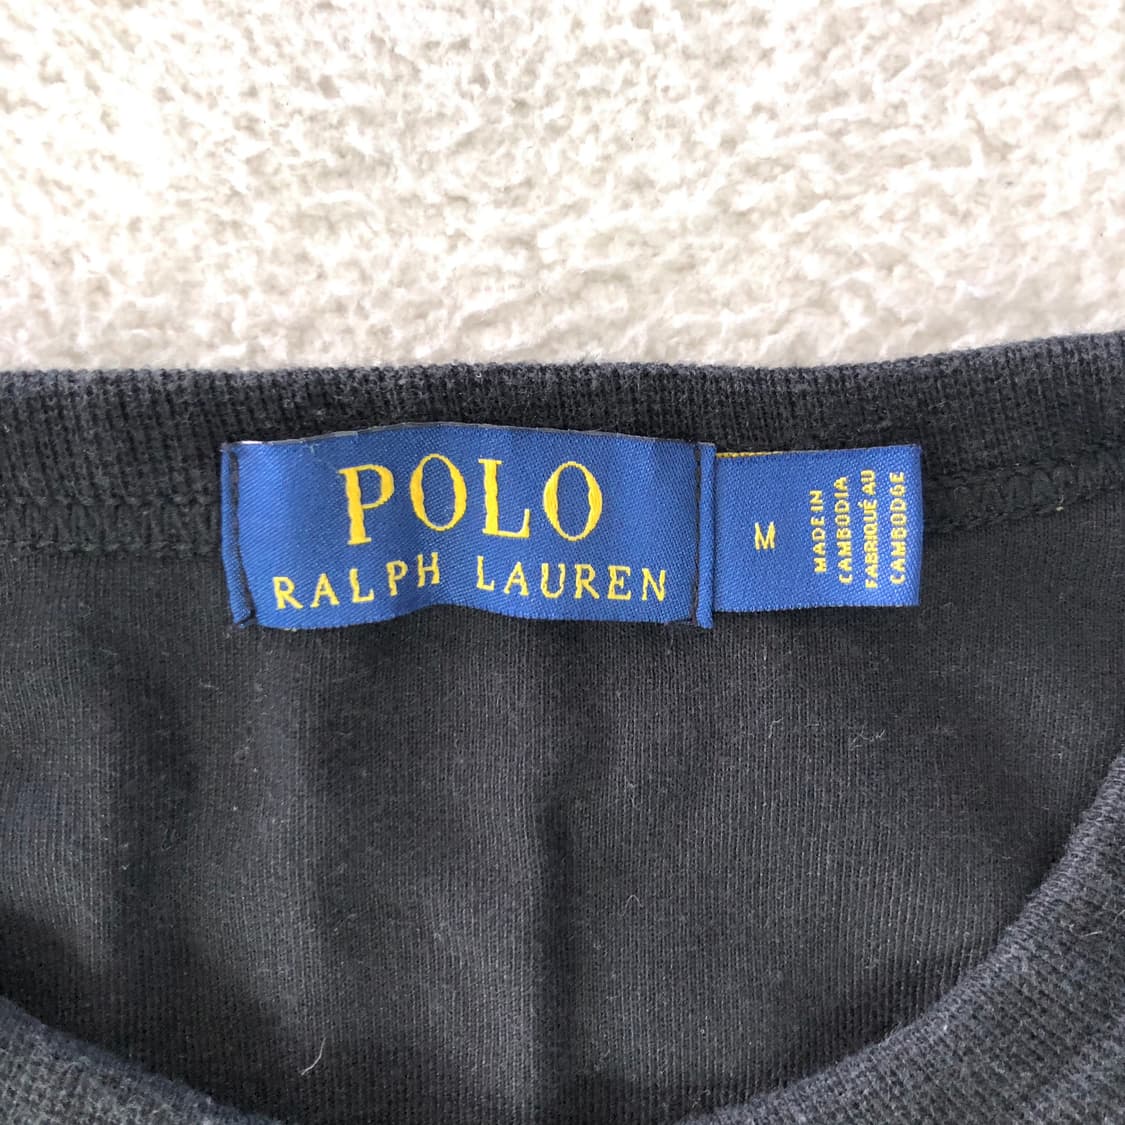 POLO
RALPH LAUREN
M
MADE IN
CAMBODIA
FABRIQUÉ AU
CAMBODGE